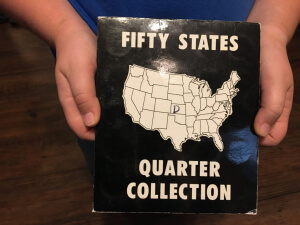 FIFTY STATES
D
QUARTER
COLLECTION